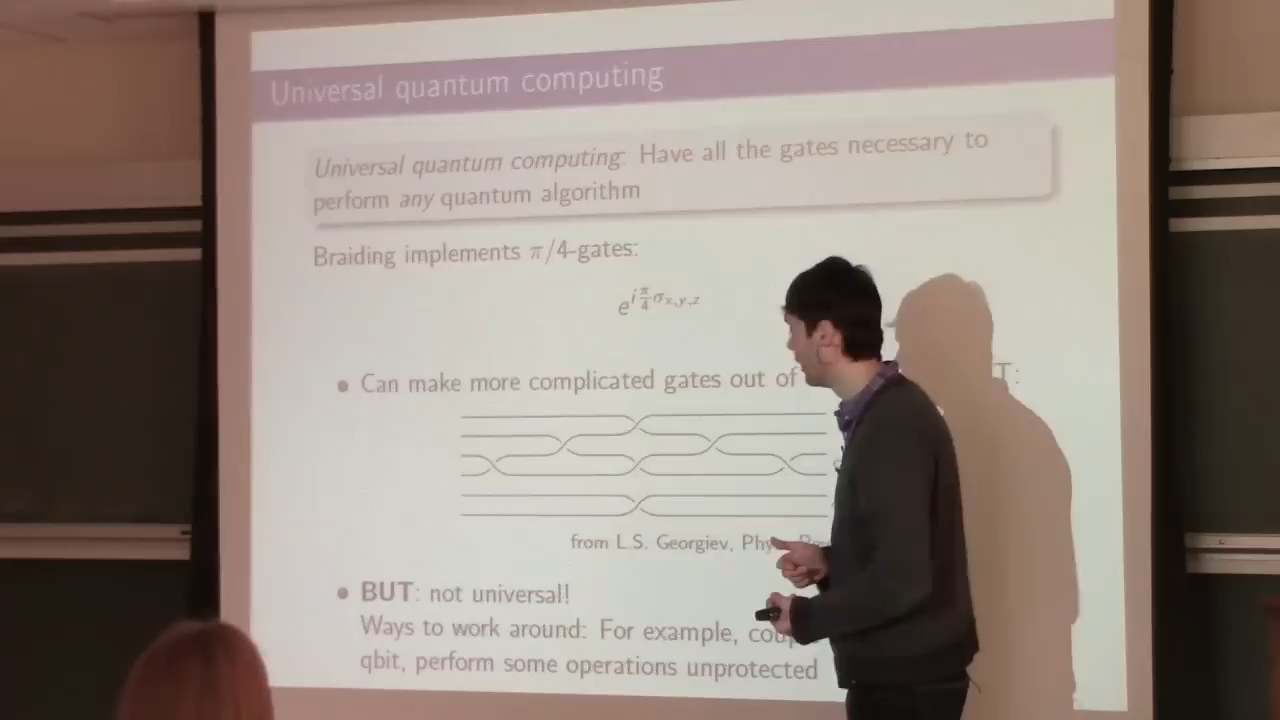 Universal quantum computing
Universal quantum computing: Have all the gates necessary to
perform any quantum algorithm
Braiding implements π/4-gates:
e^{i\frac{π}{4}σ_{x,y,z}}
• Can make more complicated gates out of T:
from L.S. Georgiev,
• BUT: not universal!
Ways to work around: For example,
qbit, perform some operations unprotected